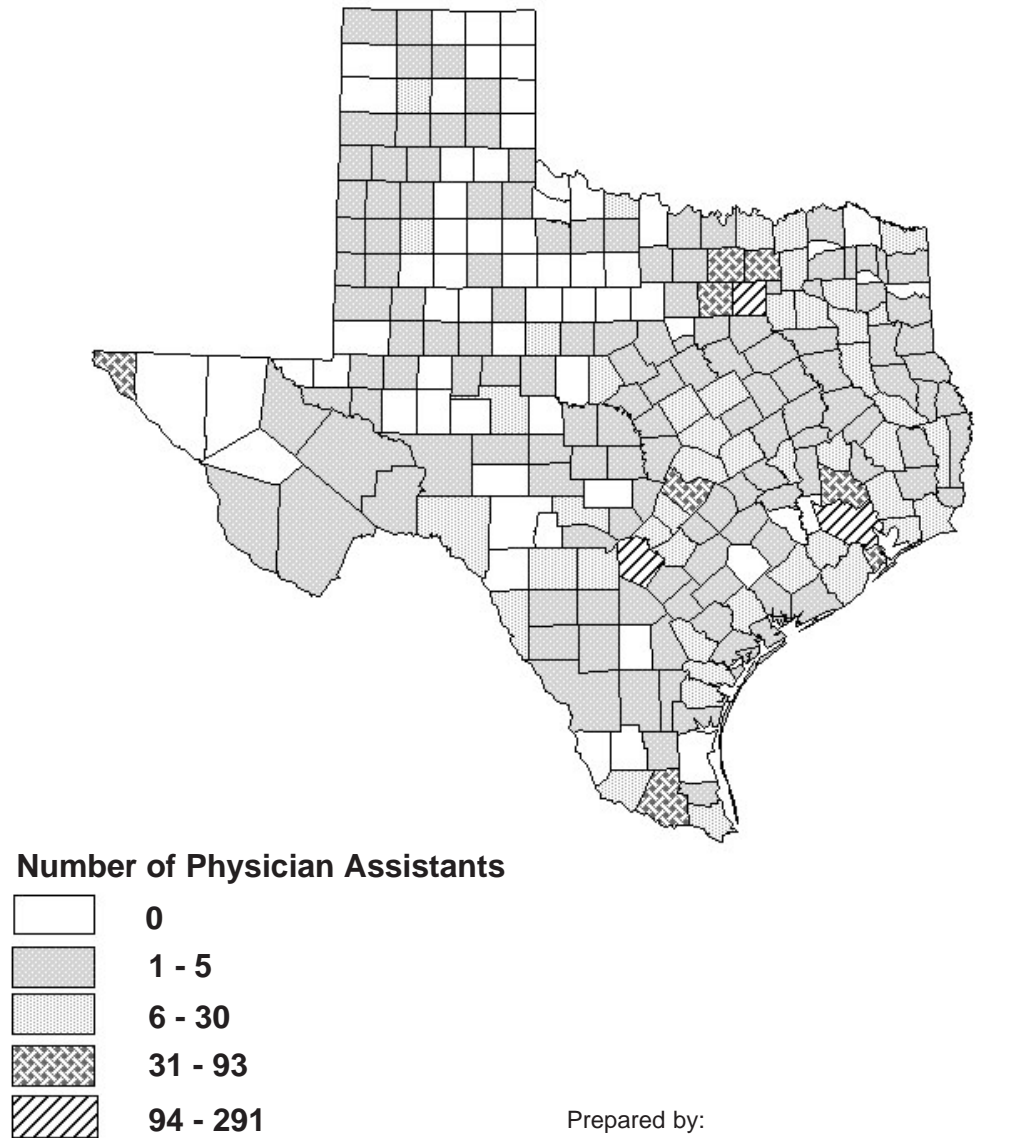 Number of Physician Assistants
0
1 - 5
6 - 30
31 - 93
94 - 291
Prepared by: